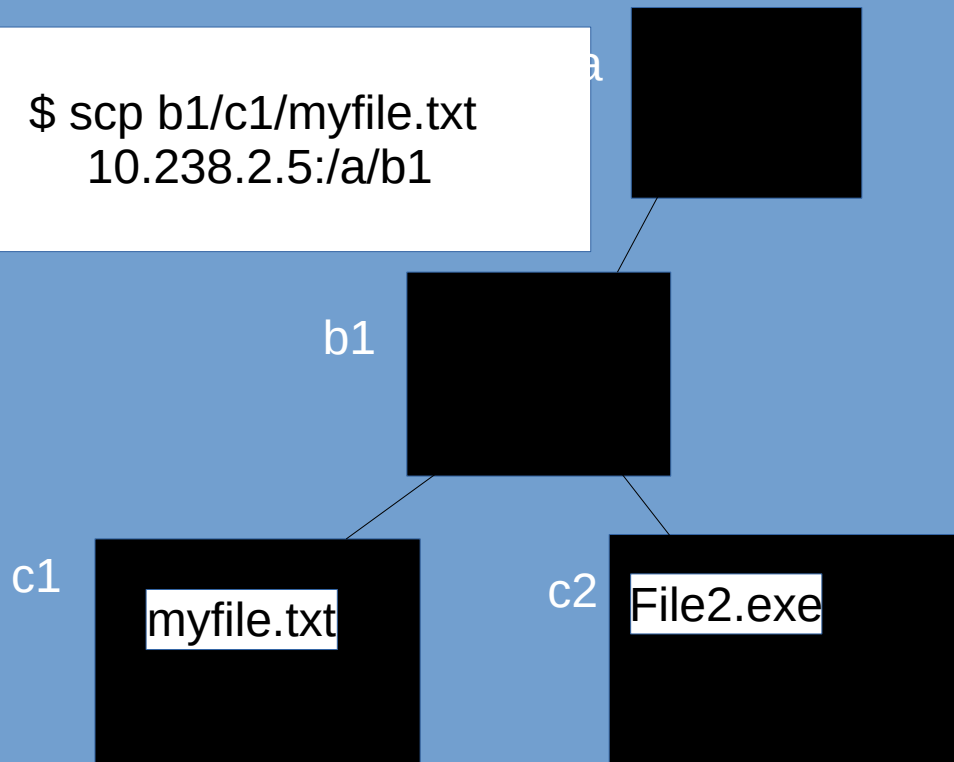 a
$ scp b1/c1/myfile.txt
10.238.2.5:/a/b1
b1
c1
myfile.txt
c2
File2.exe